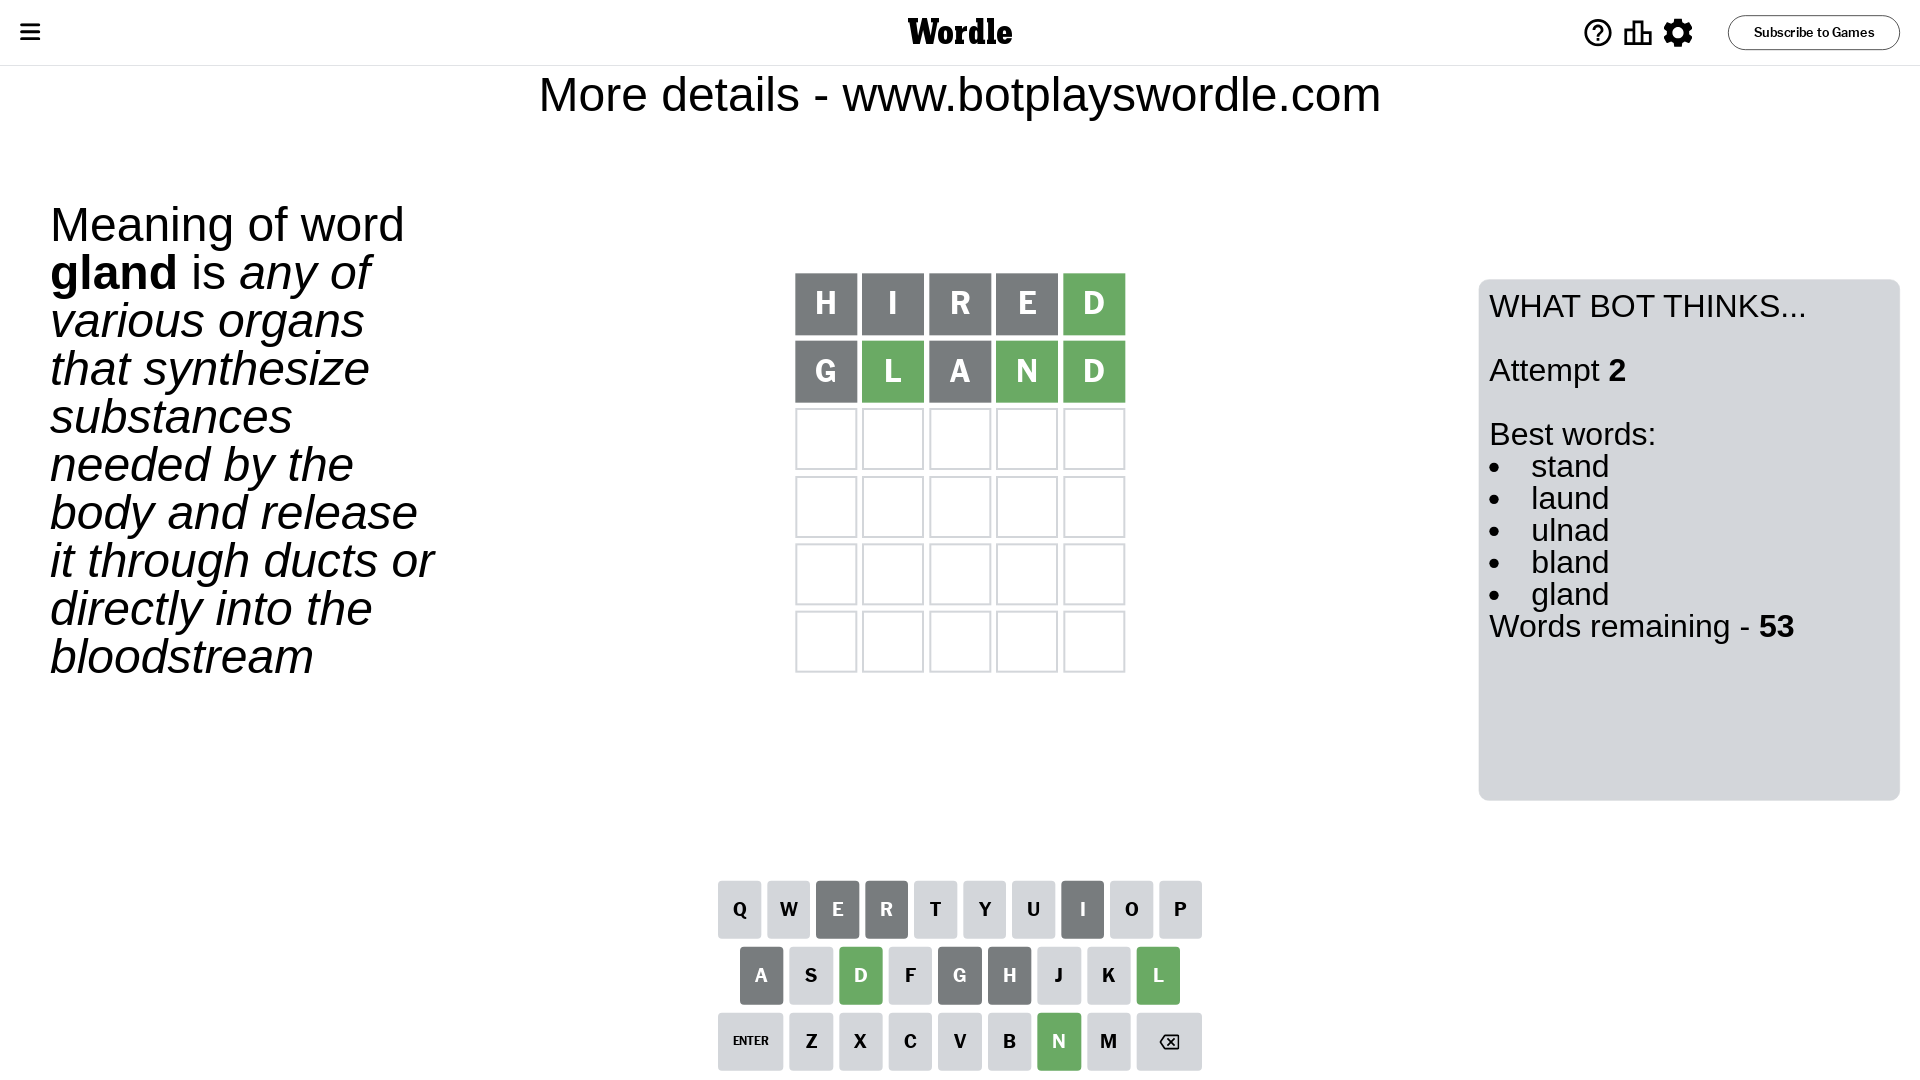 Wordle
Subscribe to Games
More details - www.botplayswordle.com
Meaning of word
gland is any of
various organs
that synthesize
substances
needed by the
body and release
it through ducts or
directly into the
bloodstream
H I R E D
G L A N D
WHAT BOT THINKS...
Attempt 2
Best words:
• stand
• laund
• ulnad
• bland
• gland
Words remaining - 53
Q W E R T Y U I O P
A S D F G H J K L
ENTER Z X C V B N M